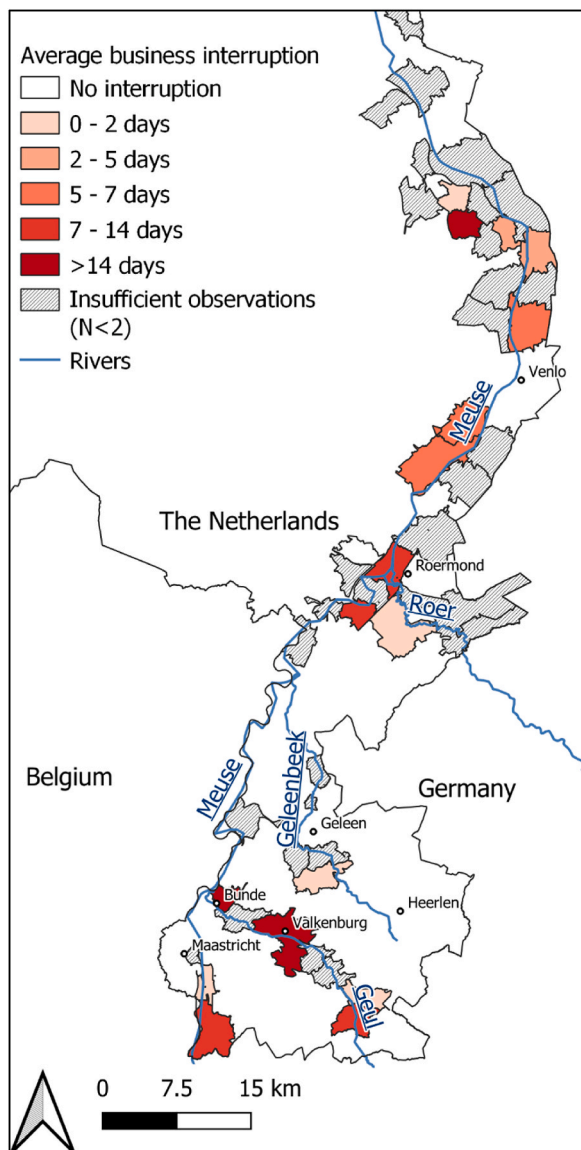 Average business interruption
No interruption
0 - 2 days
2 - 5 days
5 - 7 days
7 - 14 days
>14 days
Insufficient observations
(N<2)
Rivers
Venlo
Meuse
The Netherlands
Roermond
Roer
Meuse
Geleenbeek
Belgium
Germany
Geleen
Bunde
Heerlen
Valkenburg
Maastricht
Geul
0 7.5 15 km